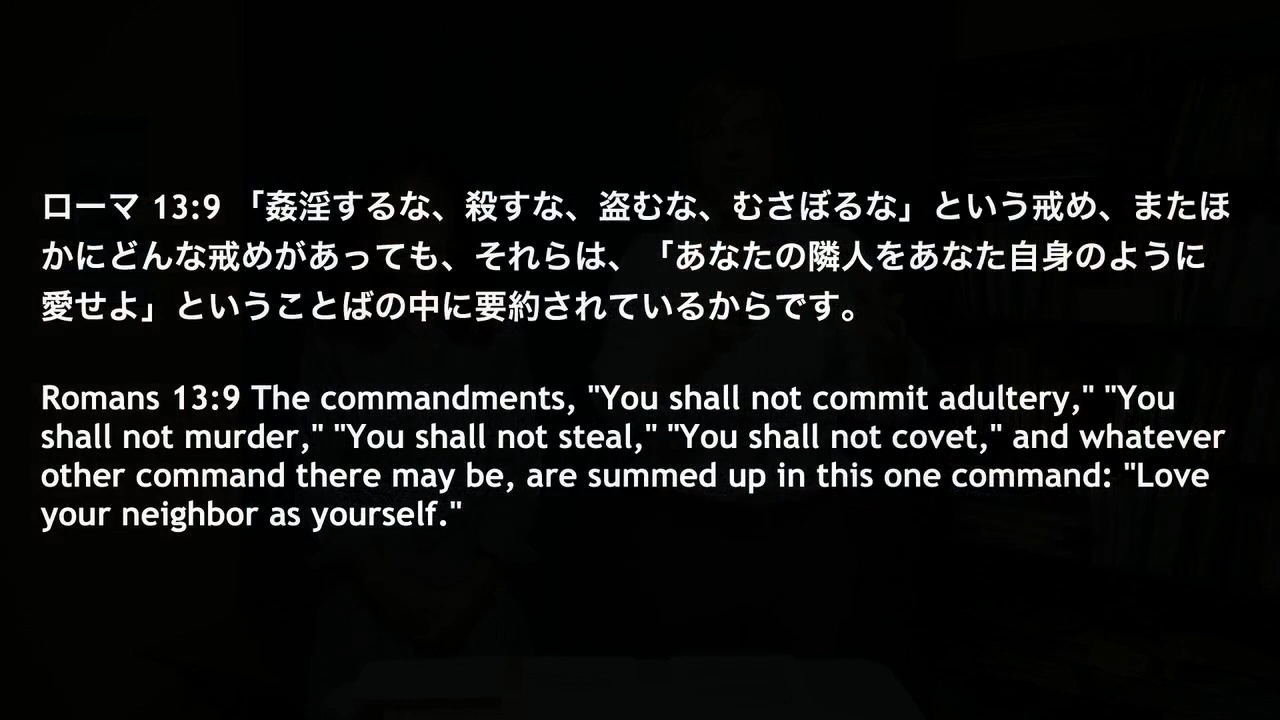 ローマ 13:9 「姦淫するな、殺すな、盗むな、むさぼるな」という戒め、またほ
かにどんな戒めがあっても、それらは、「あなたの隣人をあなた自身のように
愛せよ」ということばの中に要約されているからです。
Romans 13:9 The commandments, "You shall not commit adultery," "You
shall not murder," "You shall not steal," "You shall not covet," and whatever
other command there may be, are summed up in this one command: "Love
your neighbor as yourself."